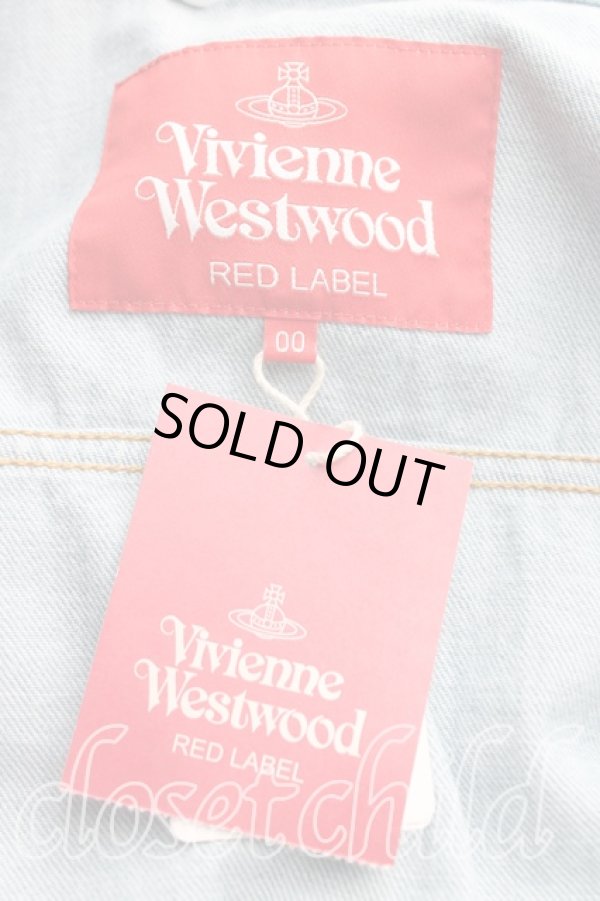 Vivienne
Westwood
RED LABEL
00
SOLD OUT
Vivienne
Westwood
RED LABEL
closet child